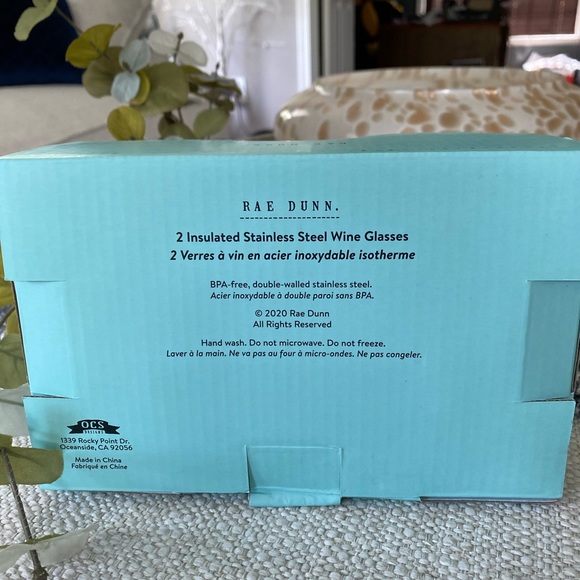 RAE DUNN.
2 Insulated Stainless Steel Wine Glasses
2 Verres à vin en acier inoxydable isotherme
BPA-free, double-walled stainless steel.
Acier inoxydable à double paroi sans BPA.
© 2020 Rae Dunn
All Rights Reserved
Hand wash. Do not microwave. Do not freeze.
Laver à la main. Ne va pas au four à micro-ondes. Ne pas congeler.
OCS
DESIGNS
1339 Rocky Point Dr.
Oceanside, CA 92056
Made in China
Fabriqué en Chine